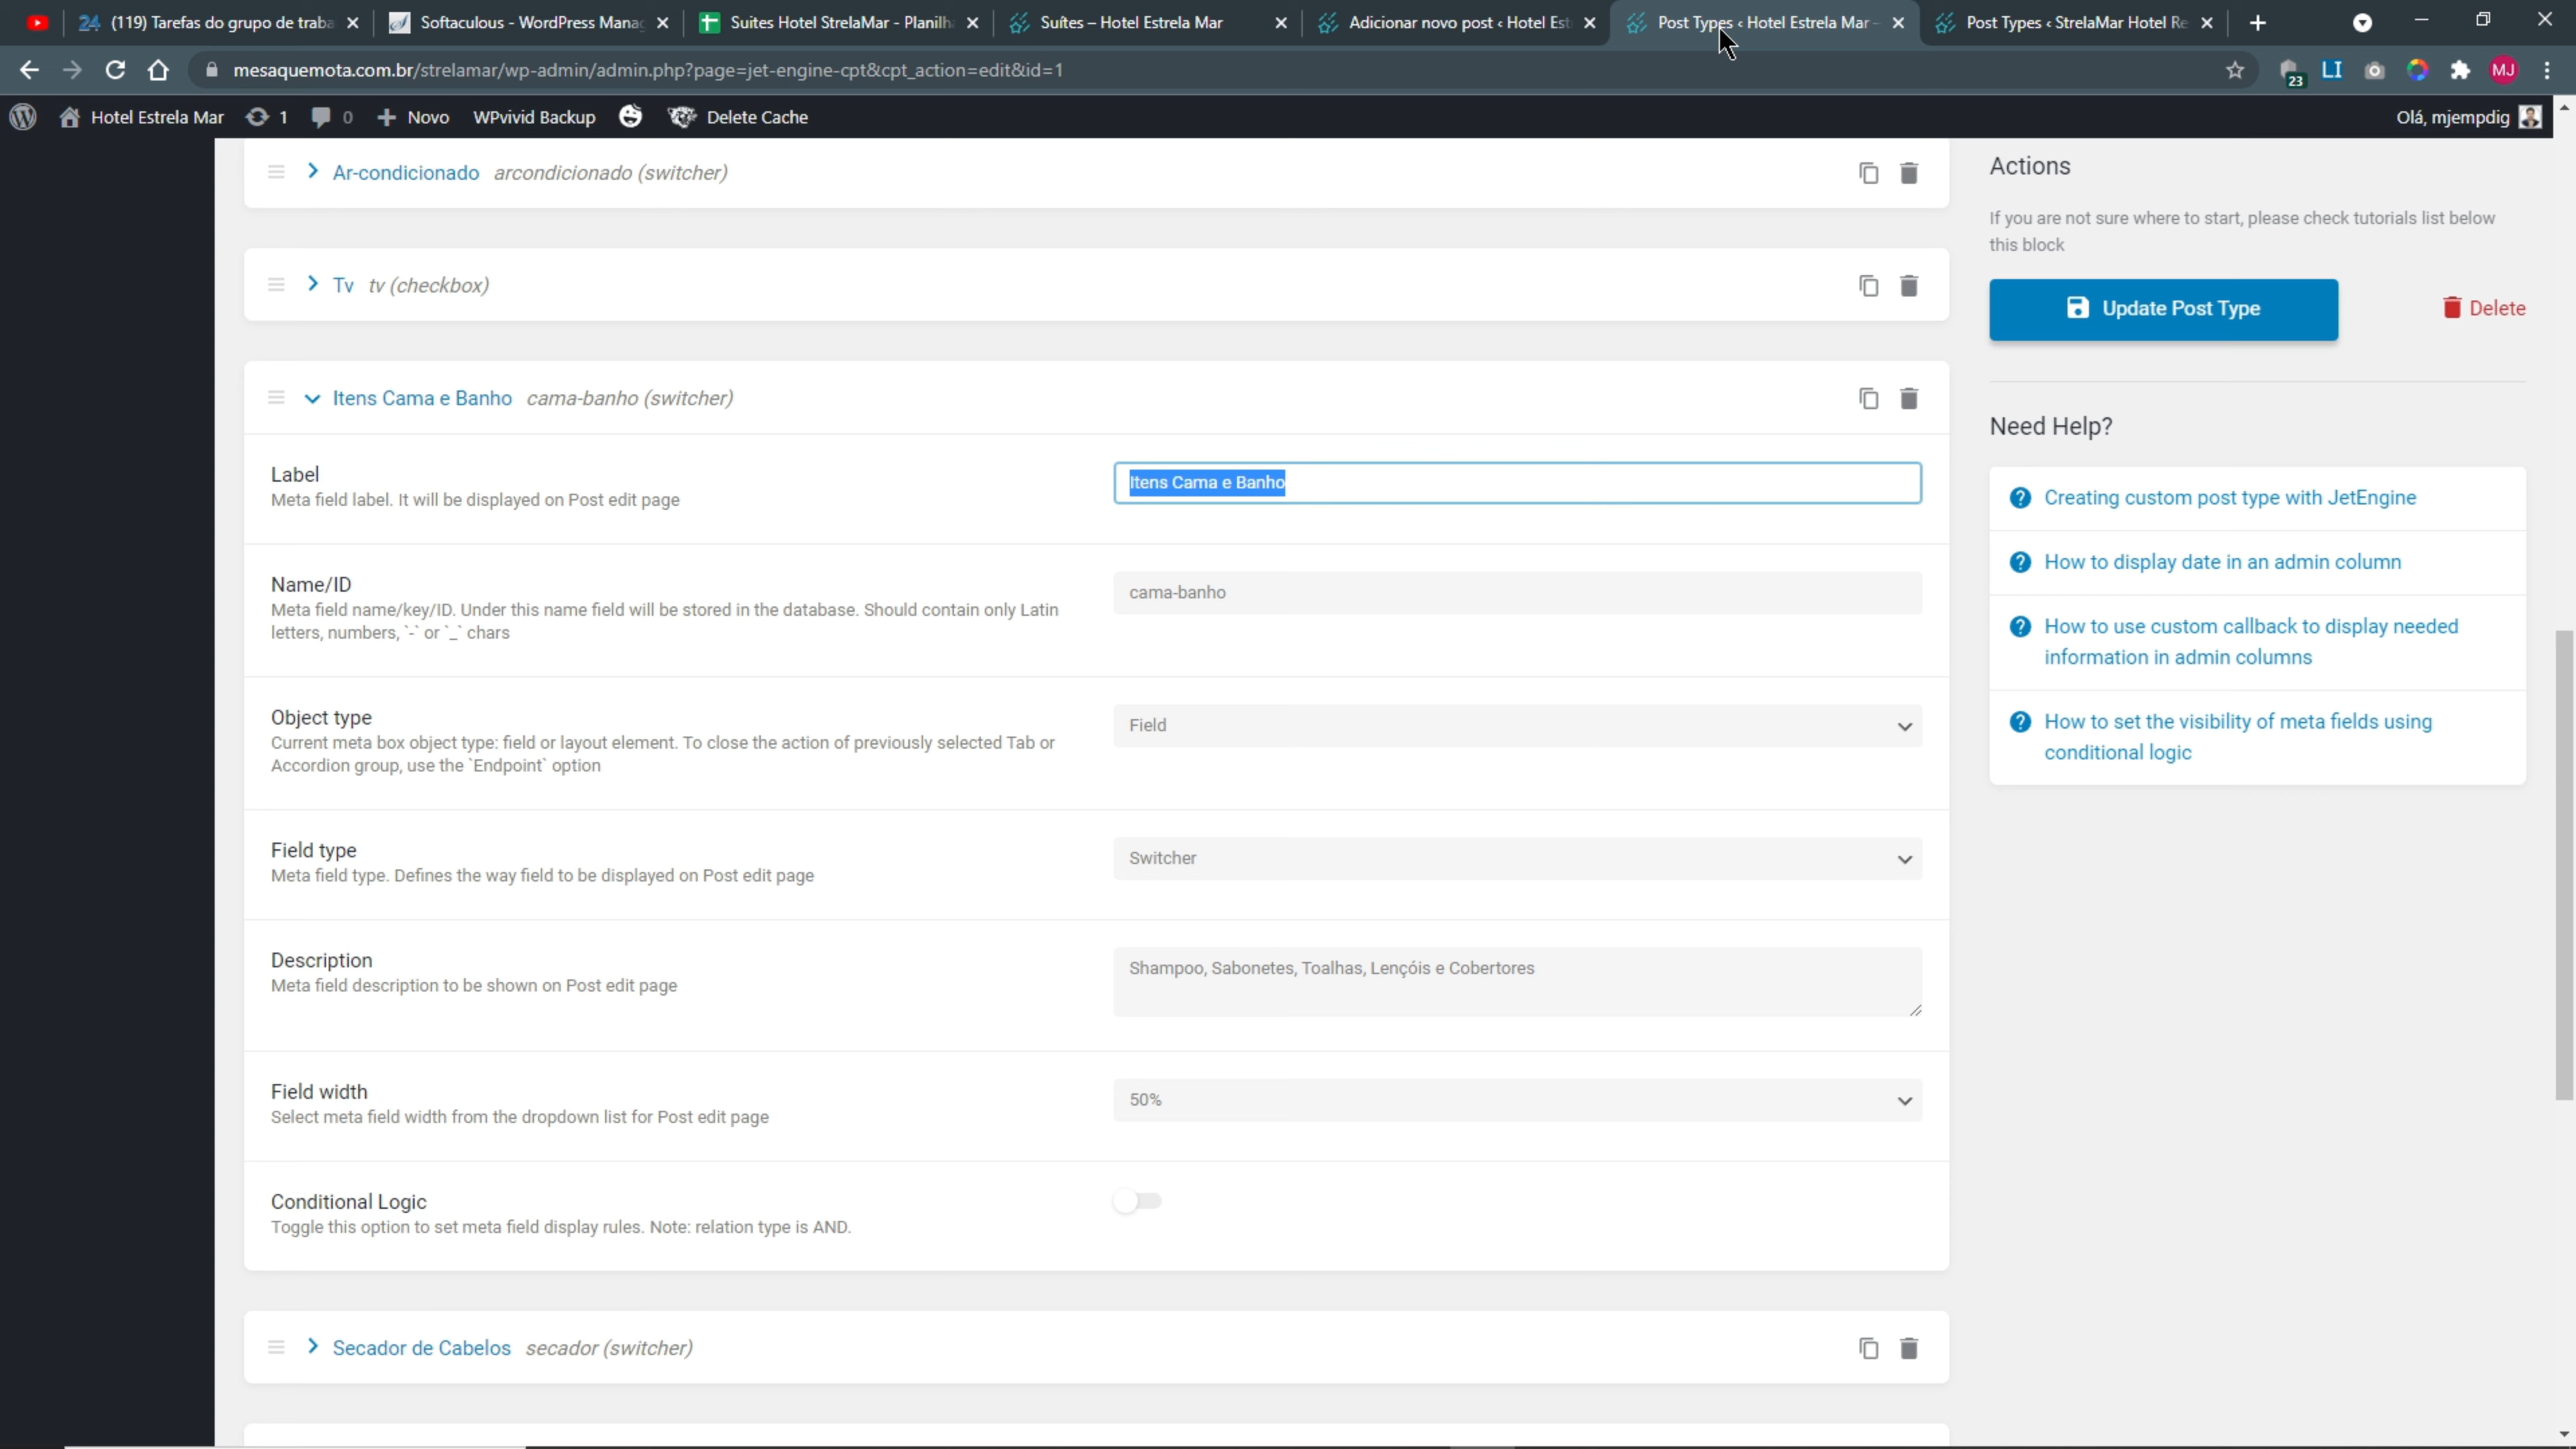 (119) Tarefas do grupo de traba
Softaculous - WordPress Manag
Suites Hotel StrelaMar - Planilh
Suítes – Hotel Estrela Mar
Adicionar novo post ‹ Hotel Est
Post Types ‹ Hotel Estrela Mar –
Post Types ‹ StrelaMar Hotel Re
mesaquemota.com.br/strelamar/wp-admin/admin.php?page=jet-engine-cpt&cpt_action=edit&id=1
23
LI
MJ
Hotel Estrela Mar
1
0
Novo
WPvivid Backup
Delete Cache
Olá, mjempdig
Ar-condicionado arcondicionado (switcher)
Tv tv (checkbox)
Itens Cama e Banho cama-banho (switcher)
Label
Meta field label. It will be displayed on Post edit page
Itens Cama e Banho
Name/ID
Meta field name/key/ID. Under this name field will be stored in the database. Should contain only Latin
letters, numbers, `-` or `_` chars
cama-banho
Object type
Current meta box object type: field or layout element. To close the action of previously selected Tab or
Accordion group, use the `Endpoint` option
Field
Field type
Meta field type. Defines the way field to be displayed on Post edit page
Switcher
Description
Meta field description to be shown on Post edit page
Shampoo, Sabonetes, Toalhas, Lençóis e Cobertores
Field width
Select meta field width from the dropdown list for Post edit page
50%
Conditional Logic
Toggle this option to set meta field display rules. Note: relation type is AND.
Secador de Cabelos secador (switcher)
Actions
If you are not sure where to start, please check tutorials list below
this block
Update Post Type
Delete
Need Help?
Creating custom post type with JetEngine
How to display date in an admin column
How to use custom callback to display needed
information in admin columns
How to set the visibility of meta fields using
conditional logic